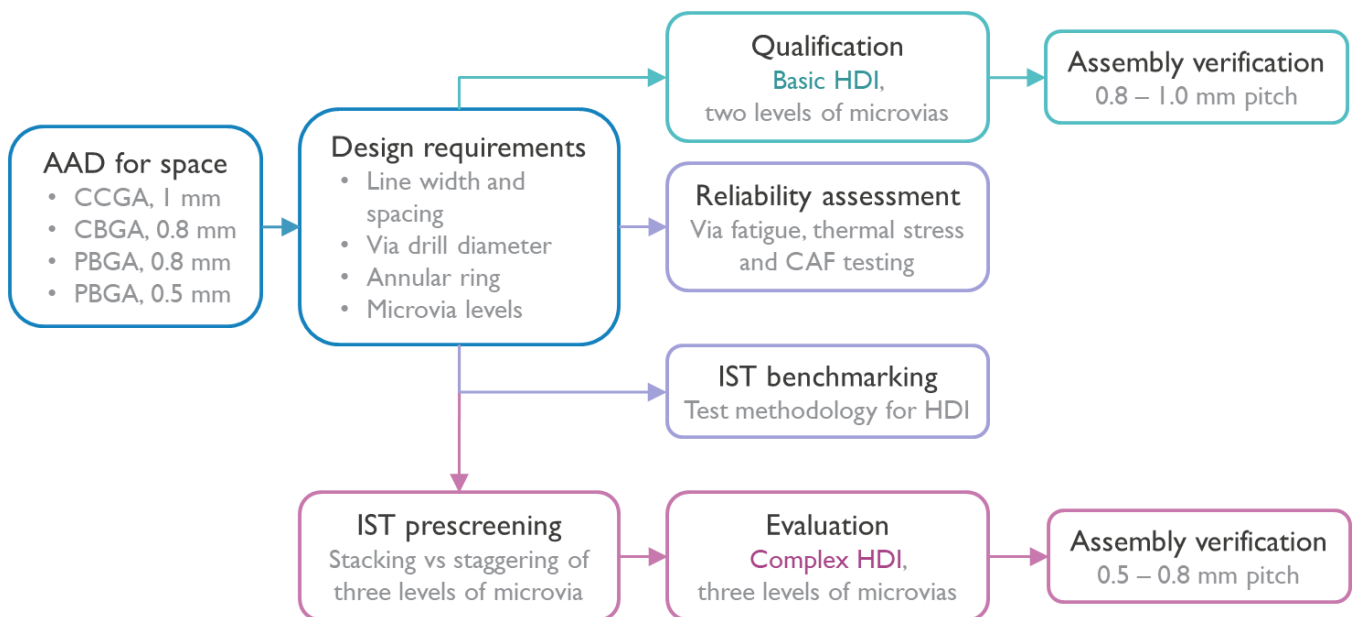 AAD for space
• CCGA, 1 mm
• CBGA, 0.8 mm
• PBGA, 0.8 mm
• PBGA, 0.5 mm
Design requirements
• Line width and
spacing
• Via drill diameter
• Annular ring
• Microvia levels
Qualification
Basic HDI,
two levels of microvias
Assembly verification
0.8 – 1.0 mm pitch
Reliability assessment
Via fatigue, thermal stress
and CAF testing
IST benchmarking
Test methodology for HDI
IST prescreening
Stacking vs staggering of
three levels of microvia
Evaluation
Complex HDI,
three levels of microvias
Assembly verification
0.5 – 0.8 mm pitch